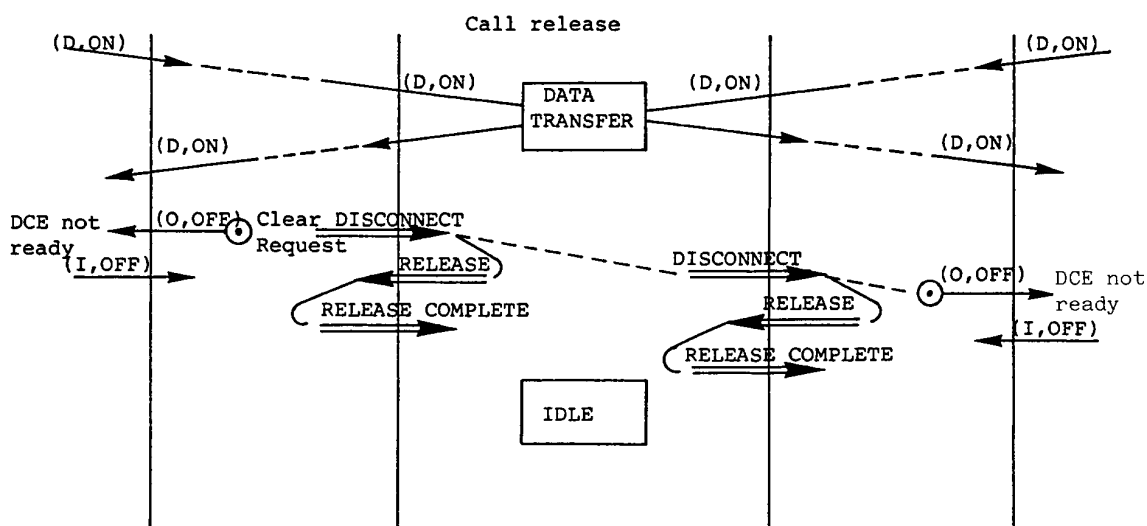 Call release
(D,ON)
(D,ON)
(D,ON)
(D,ON)
DATA
TRANSFER
(D,ON)
(D,ON)
DCE not
ready
(O,OFF)
Clear
Request
DISCONNECT
(I,OFF)
RELEASE
DISCONNECT
(O,OFF)
DCE not
ready
RELEASE COMPLETE
RELEASE
(I,OFF)
RELEASE COMPLETE
IDLE